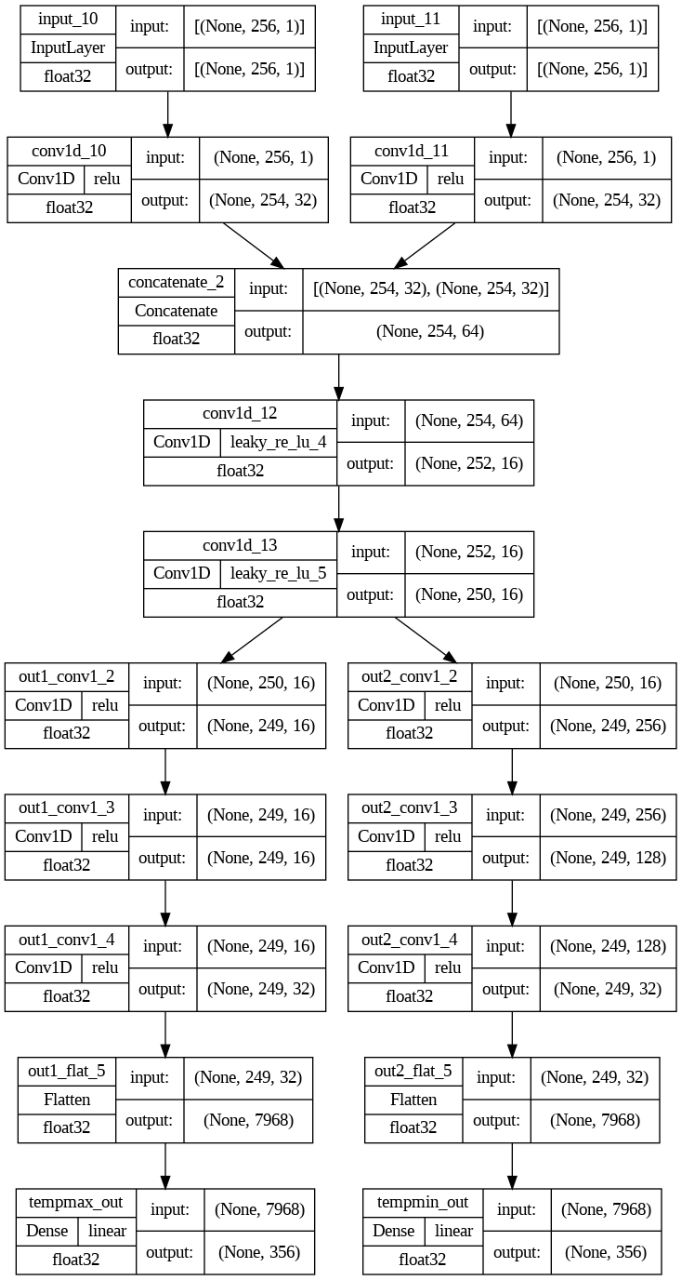 input_10
InputLayer
float32
input:
[(None, 256, 1)]
output:
[(None, 256, 1)]
input_11
InputLayer
float32
input:
[(None, 256, 1)]
output:
[(None, 256, 1)]
conv1d_10
Conv1D relu
float32
input:
(None, 256, 1)
output:
(None, 254, 32)
conv1d_11
Conv1D relu
float32
input:
(None, 256, 1)
output:
(None, 254, 32)
concatenate_2
Concatenate
float32
input:
[(None, 254, 32), (None, 254, 32)]
output:
(None, 254, 64)
conv1d_12
Conv1D leaky_re_lu_4
float32
input:
(None, 254, 64)
output:
(None, 252, 16)
conv1d_13
Conv1D leaky_re_lu_5
float32
input:
(None, 252, 16)
output:
(None, 250, 16)
out1_conv1_2
Conv1D relu
float32
input:
(None, 250, 16)
output:
(None, 249, 16)
out2_conv1_2
Conv1D relu
float32
input:
(None, 250, 16)
output:
(None, 249, 256)
out1_conv1_3
Conv1D relu
float32
input:
(None, 249, 16)
output:
(None, 249, 16)
out2_conv1_3
Conv1D relu
float32
input:
(None, 249, 256)
output:
(None, 249, 128)
out1_conv1_4
Conv1D relu
float32
input:
(None, 249, 16)
output:
(None, 249, 32)
out2_conv1_4
Conv1D relu
float32
input:
(None, 249, 128)
output:
(None, 249, 32)
out1_flat_5
Flatten
float32
input:
(None, 249, 32)
output:
(None, 7968)
out2_flat_5
Flatten
float32
input:
(None, 249, 32)
output:
(None, 7968)
tempmax_out
Dense linear
float32
input:
(None, 7968)
output:
(None, 356)
tempmin_out
Dense linear
float32
input:
(None, 7968)
output:
(None, 356)